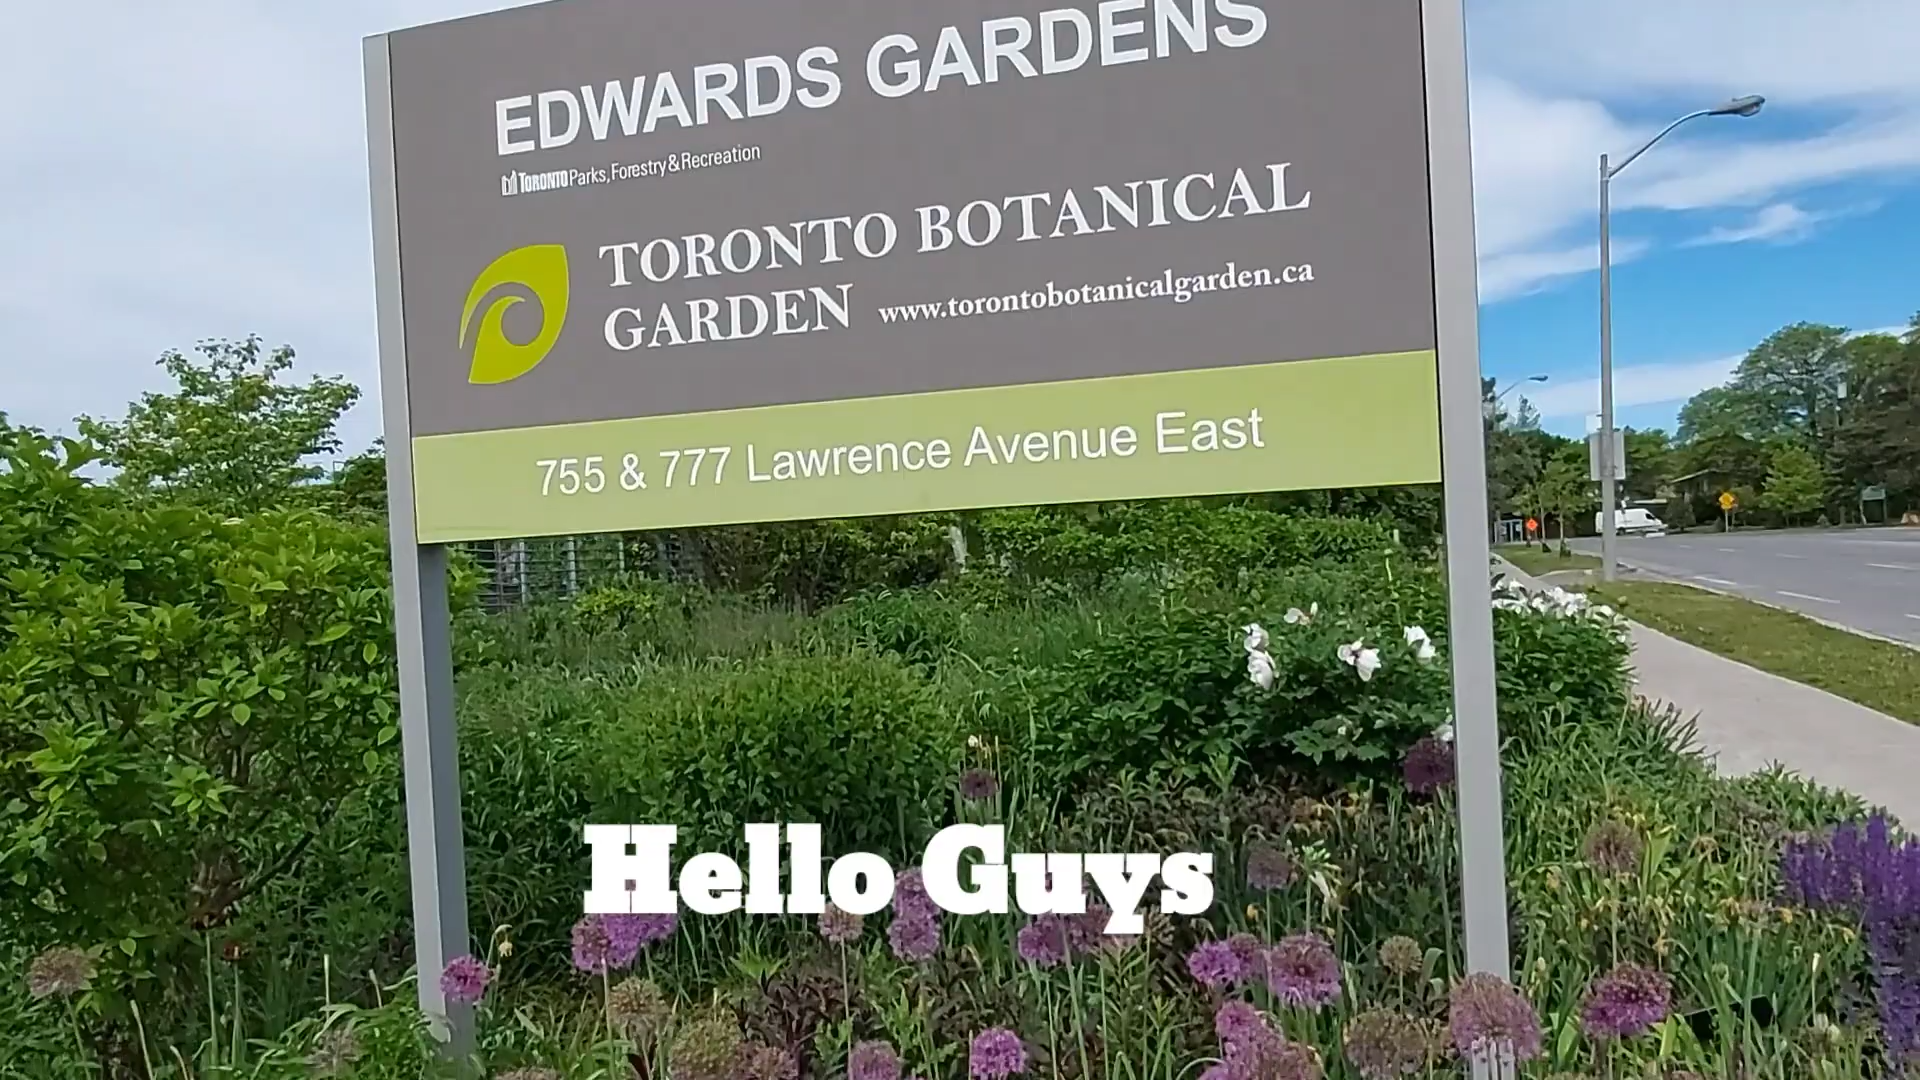 EDWARDS GARDENS
TORONTO Parks, Forestry & Recreation
TORONTO BOTANICAL
GARDEN www.torontobotanicalgarden.ca
755 & 777 Lawrence Avenue East
Hello Guys